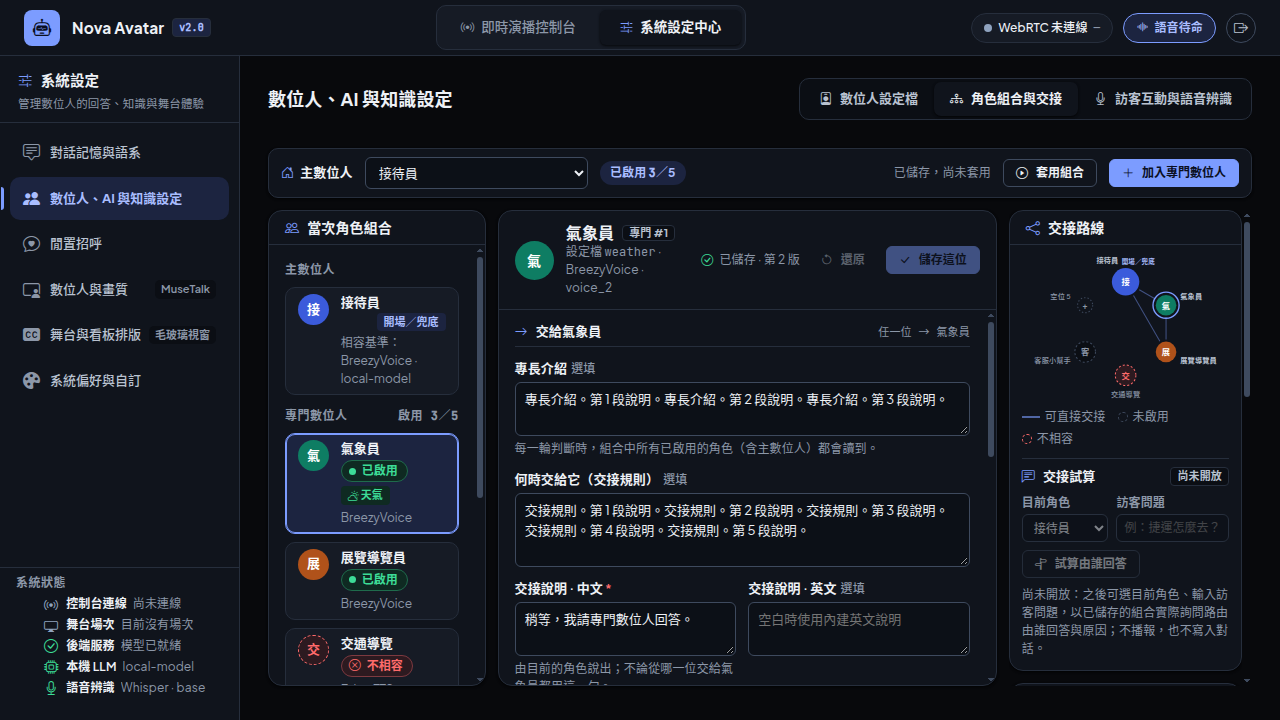 Nova Avatar v2.0
即時演播控制台
系統設定中心
WebRTC 未連線 –
語音待命
系統設定
管理數位人的回答、知識與舞台體驗
對話記憶與語系
數位人、AI 與知識設定
閒置招呼
數位人與畫質 MuseTalk
舞台與看板排版 毛玻璃視窗
系統偏好與自訂
系統狀態
控制台連線 尚未連線
舞台場次 目前沒有場次
後端服務 模型已就緒
本機 LLM local-model
語音辨識 Whisper · base
數位人、AI 與知識設定
數位人設定檔
角色組合與交接
訪客互動與語音辨識
主數位人
接待員
已啟用 3／5
已儲存，尚未套用
套用組合
加入專門數位人
當次角色組合
主數位人
接
接待員
開場／兜底
相容基準：
BreezyVoice ·
local-model
專門數位人 啟用 3／5
氣
氣象員
已啟用
天氣
BreezyVoice
展
展覽導覽員
已啟用
BreezyVoice
交
交通導覽
不相容
氣
氣象員 專門 #1
設定檔 weather ·
BreezyVoice ·
voice_2
已儲存 · 第 2 版
還原
儲存這位
→ 交給氣象員
任一位 → 氣象員
專長介紹 選填
專長介紹。第 1 段說明。專長介紹。第 2 段說明。專長介紹。第 3 段說明。
每一輪判斷時，組合中所有已啟用的角色（含主數位人）都會讀到。
何時交給它（交接規則） 選填
交接規則。第 1 段說明。交接規則。第 2 段說明。交接規則。第 3 段說明。
交接規則。第 4 段說明。交接規則。第 5 段說明。
交接說明 · 中文 *
稍等，我請專門數位人回答。
由目前的角色說出；不論從哪一位交給氣
象員都用這一句。
交接說明 · 英文 選填
空白時使用內建英文說明
交接路線
接待員 開場／兜底
接
空位 5
+
氣
氣象員
客服小幫手
客
展
展覽導覽員
交
交通導覽
可直接交接
未啟用
不相容
交接試算 尚未開放
目前角色
訪客問題
接待員
例：捷運怎麼去？
試算由誰回答
尚未開放：之後可選目前角色、輸入訪
客問題，以已儲存的組合實際詢問路由
由誰回答與原因；不播報，也不寫入對
話。